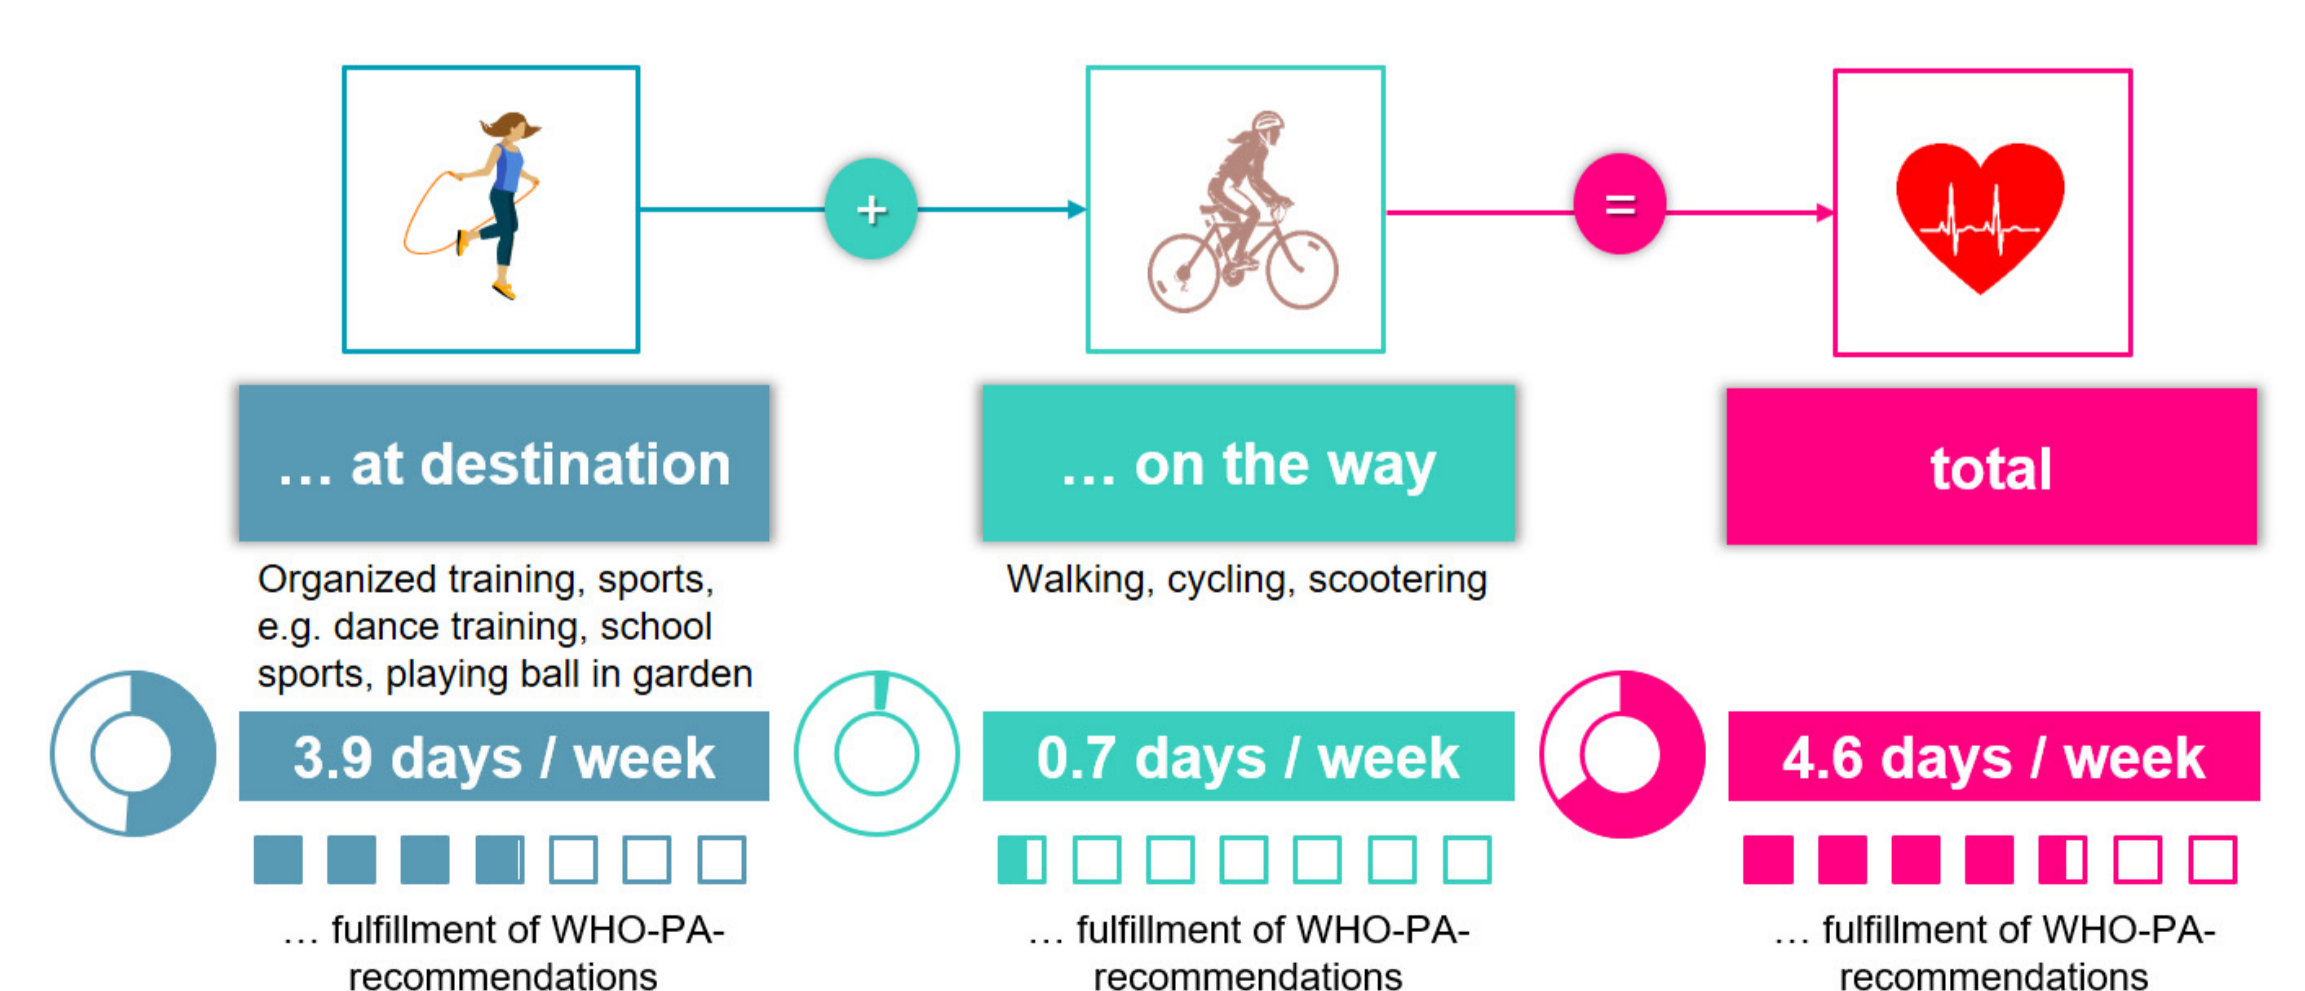 +
=
… at destination
… on the way
total
Organized training, sports,
e.g. dance training, school
sports, playing ball in garden
Walking, cycling, scootering
3.9 days / week
0.7 days / week
4.6 days / week
… fulfillment of WHO-PA-
recommendations
… fulfillment of WHO-PA-
recommendations
… fulfillment of WHO-PA-
recommendations